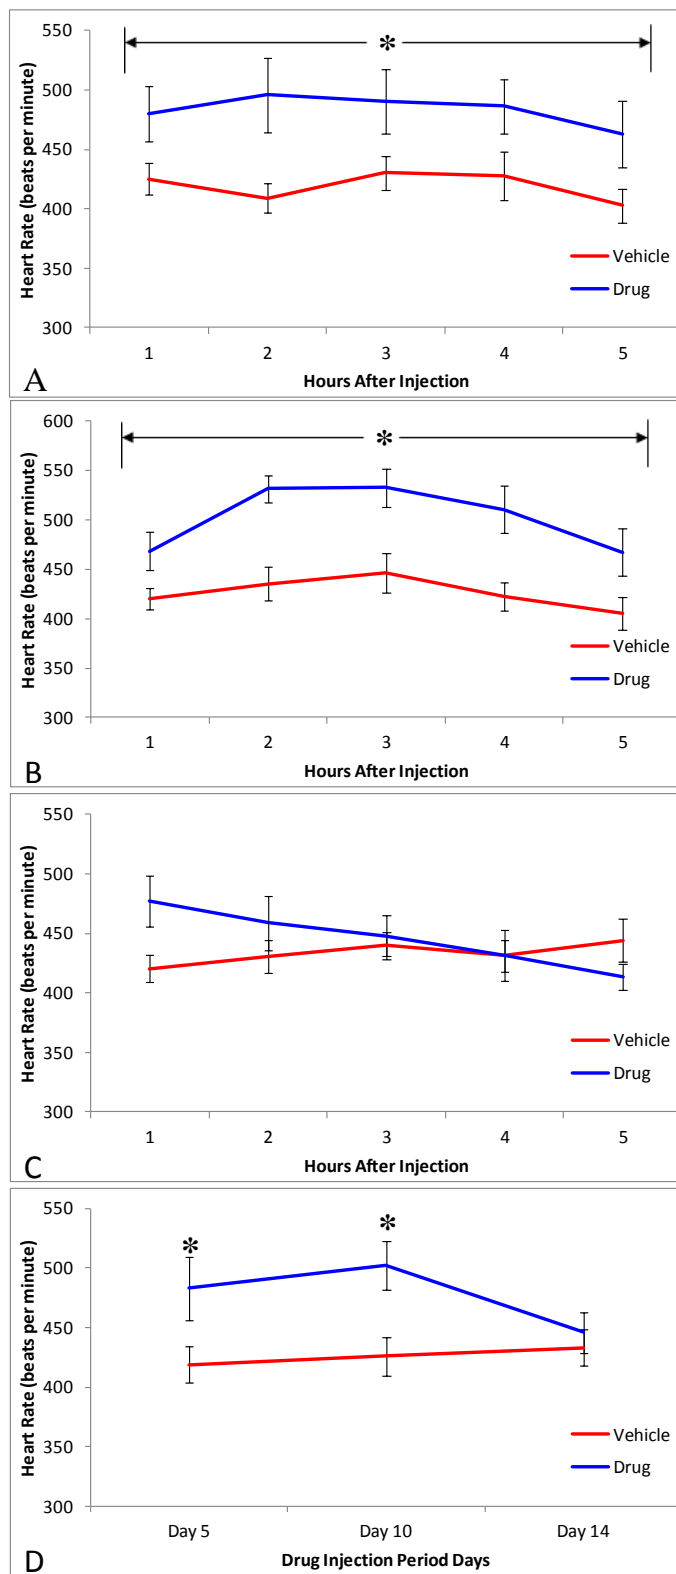 550
500
450
400
350
300
Heart Rate (beats per minute)
*
Vehicle
Drug
1 2 3 4 5
Hours After Injection
A
600
550
500
450
400
350
300
Heart Rate (beats per minute)
*
Vehicle
Drug
1 2 3 4 5
Hours After Injection
B
550
500
450
400
350
300
Heart Rate (beats per minute)
Vehicle
Drug
1 2 3 4 5
Hours After Injection
C
550
500
450
400
350
300
Heart Rate (beats per minute)
* *
Vehicle
Drug
Day 5 Day 10 Day 14
Drug Injection Period Days
D